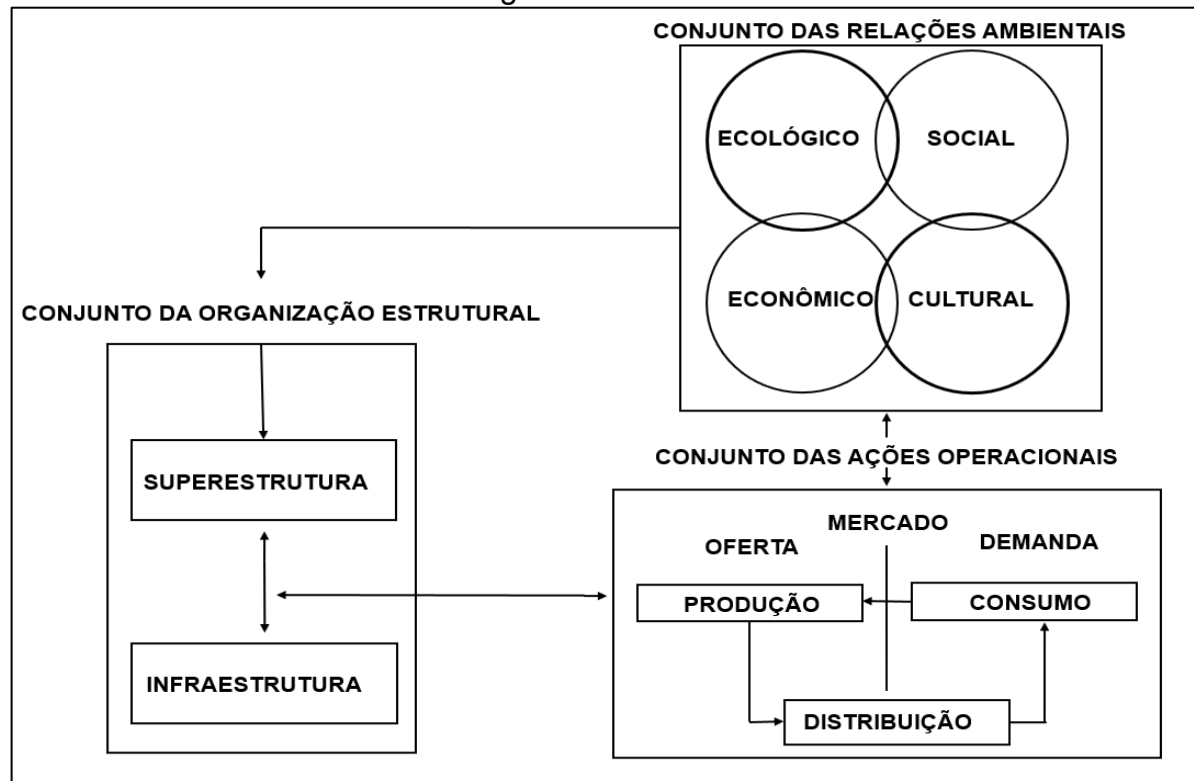 CONJUNTO DAS RELAÇÕES AMBIENTAIS
ECOLÓGICO
SOCIAL
ECONÔMICO
CULTURAL
CONJUNTO DA ORGANIZAÇÃO ESTRUTURAL
SUPERESTRUTURA
INFRAESTRUTURA
CONJUNTO DAS AÇÕES OPERACIONAIS
MERCADO
OFERTA
DEMANDA
PRODUÇÃO
CONSUMO
DISTRIBUIÇÃO